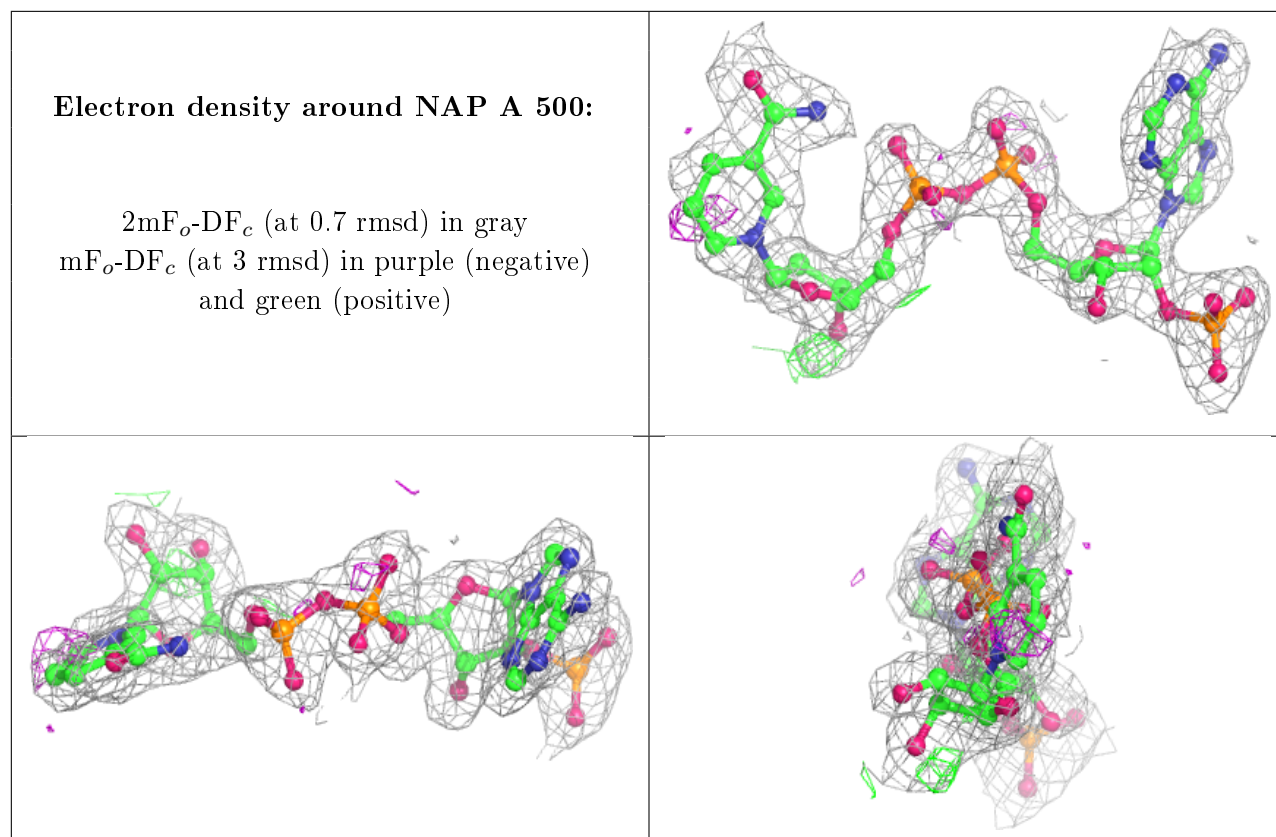 Electron density around NAP A 500:
2mFo-DFc (at 0.7 rmsd) in gray
mFo-DFc (at 3 rmsd) in purple (negative)
and green (positive)